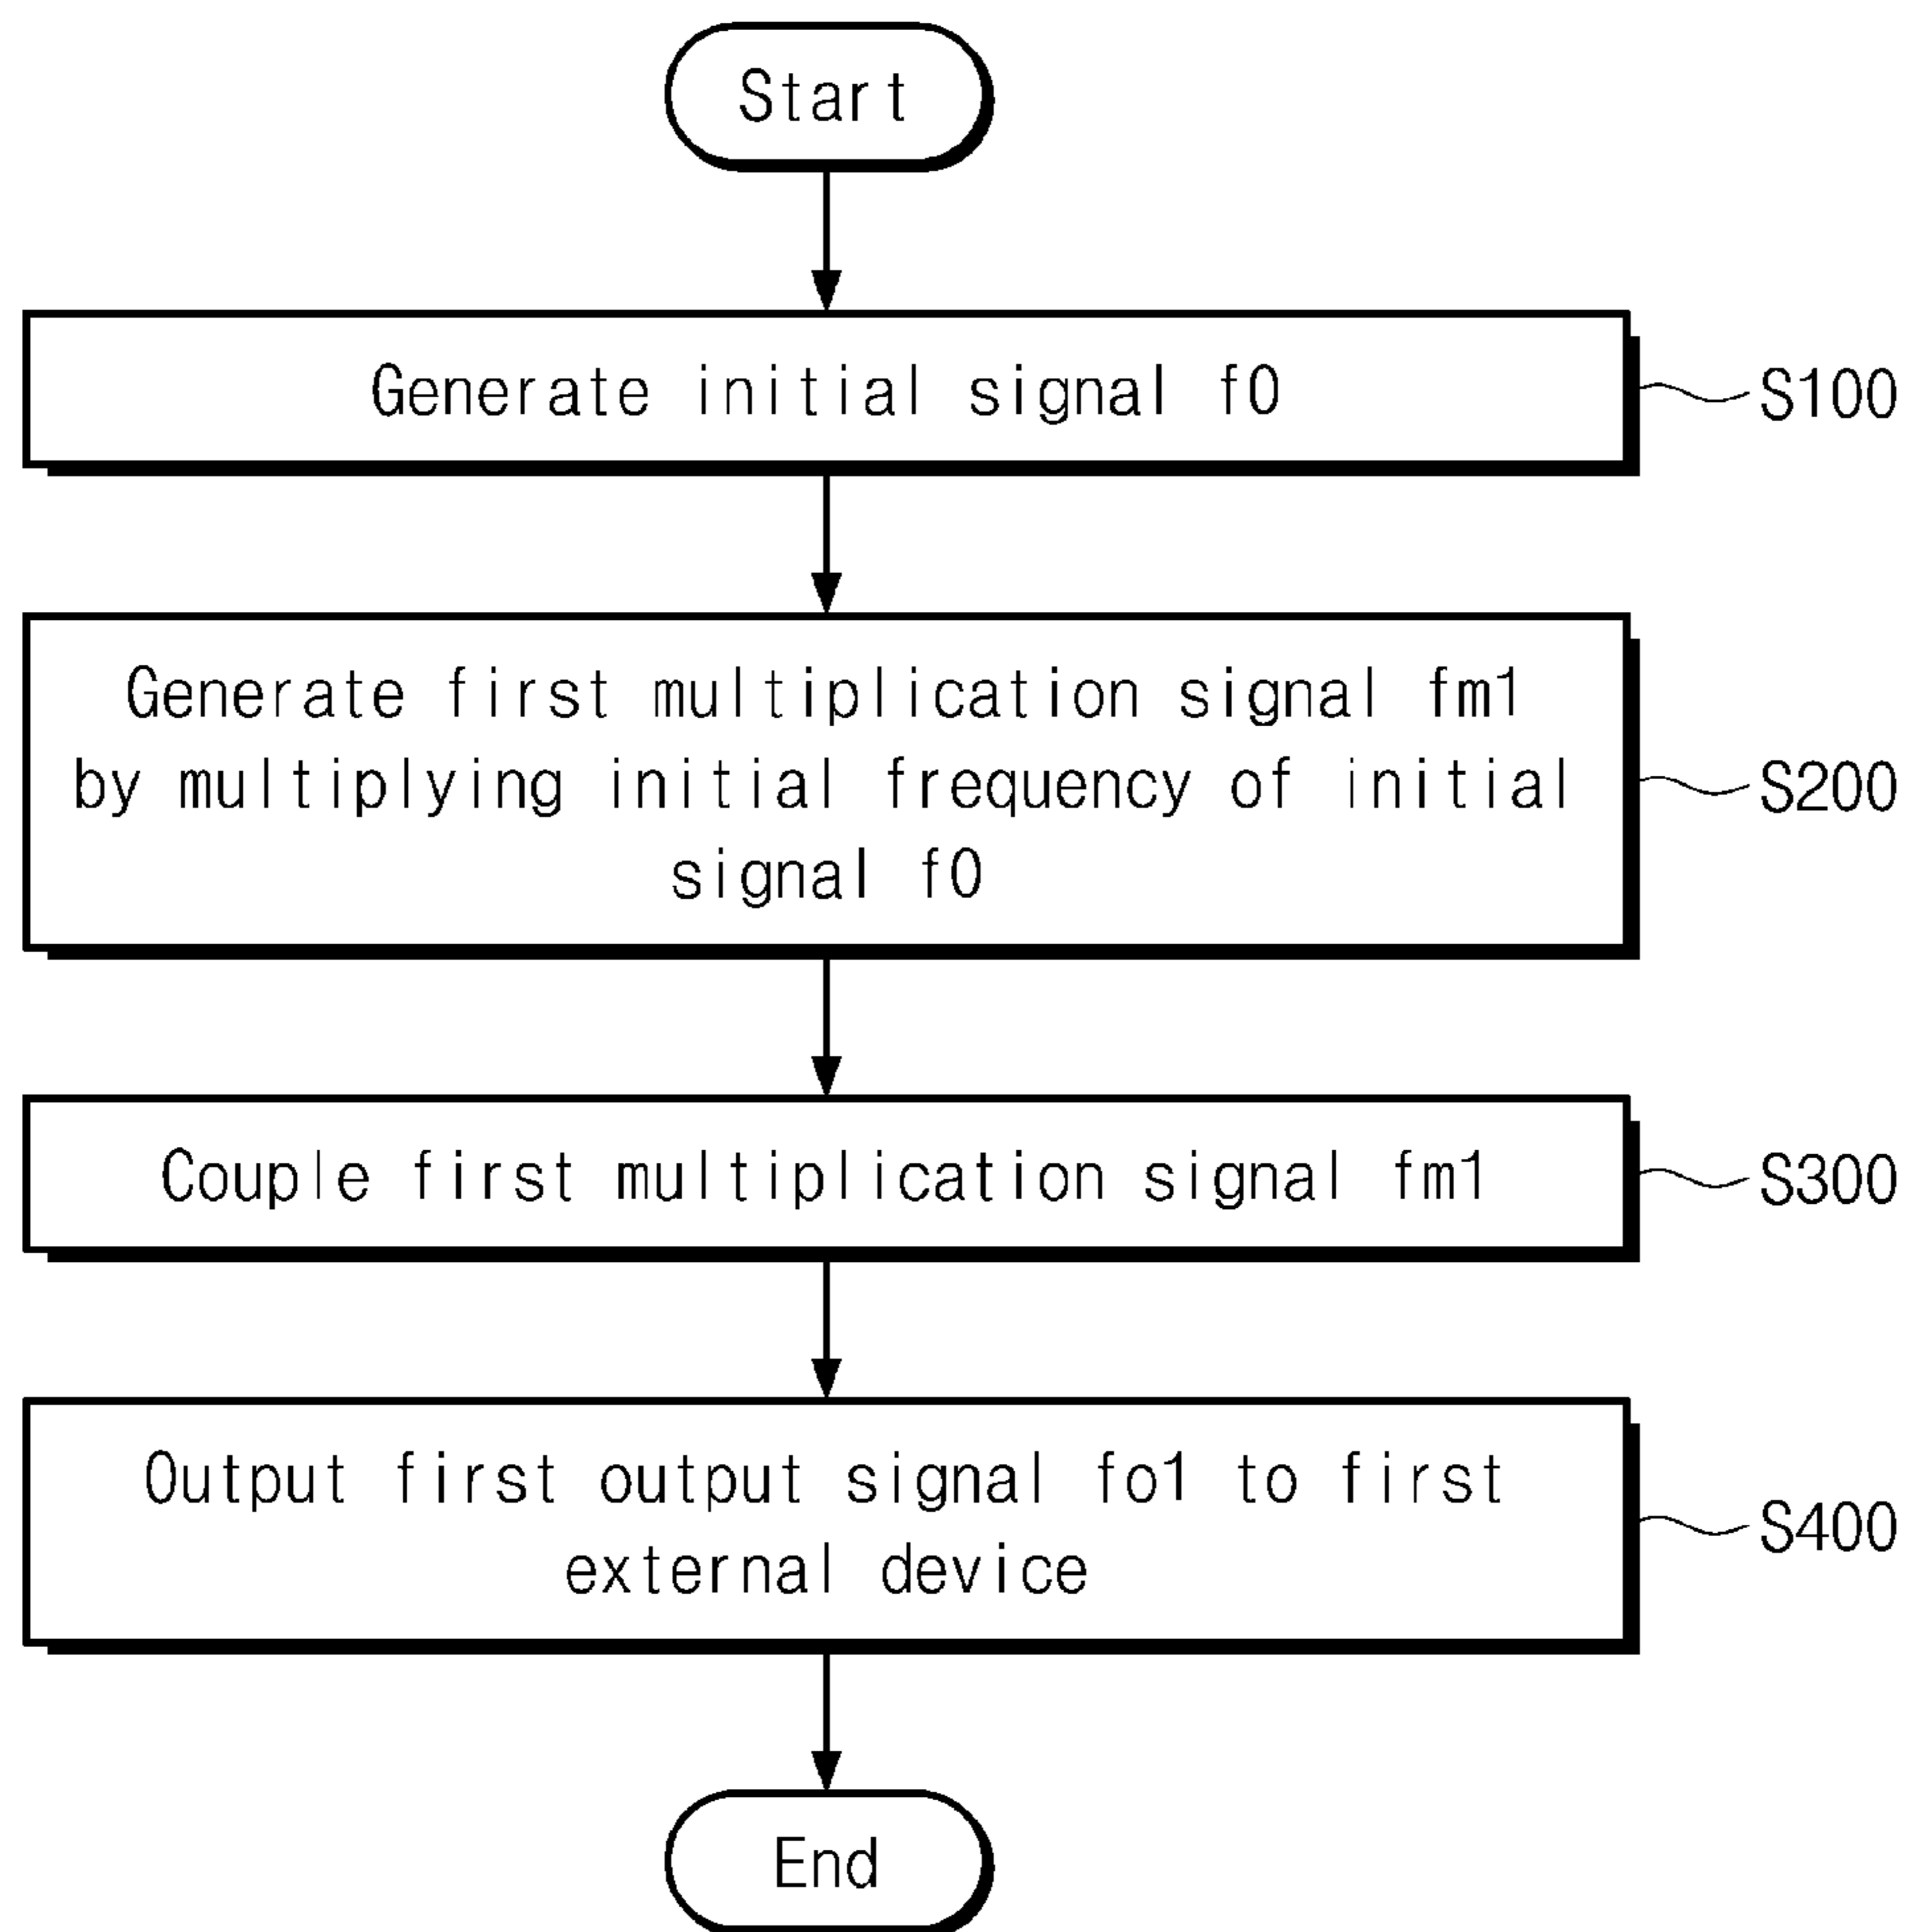 Start
Generate initial signal f0
S100
Generate first multiplication signal fm1
by multiplying initial frequency of initial
signal f0
S200
Couple first multiplication signal fm1
S300
Output first output signal fo1 to first
external device
S400
End